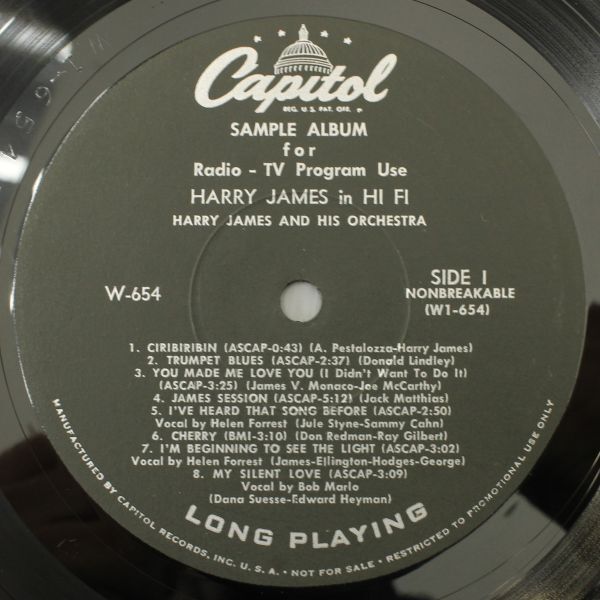 Capitol
REG. U.S. PAT. OFF.
SAMPLE ALBUM
for
Radio - TV Program Use
HARRY JAMES in HI FI
HARRY JAMES AND HIS ORCHESTRA
W-654
SIDE 1
NONBREAKABLE
(W1-654)
1. CIRIBIRIBIN (ASCAP-0:43) (A. Pestalozza-Harry James)
2. TRUMPET BLUES (ASCAP-2:37) (Donald Lindley)
3. YOU MADE ME LOVE YOU (I Didn't Want To Do It)
(ASCAP-3:25) (James V. Monaco-Joe McCarthy)
4. JAMES SESSION (ASCAP-5:12) (Jack Matthias)
5. I'VE HEARD THAT SONG BEFORE (ASCAP-2:50)
Vocal by Helen Forrest (Jule Styne-Sammy Cahn)
6. CHERRY (BMI-3:10) (Don Redman-Ray Gilbert)
7. I'M BEGINNING TO SEE THE LIGHT (ASCAP-3:02)
Vocal by Helen Forrest (James-Ellington-Hodges-George)
8. MY SILENT LOVE (ASCAP-3:09)
Vocal by Bob Marlo
(Dana Suesse-Edward Heyman)
LONG PLAYING
MANUFACTURED BY CAPITOL RECORDS, INC. U. S. A. • NOT FOR SALE • RESTRICTED TO PROMOTIONAL USE ONLY